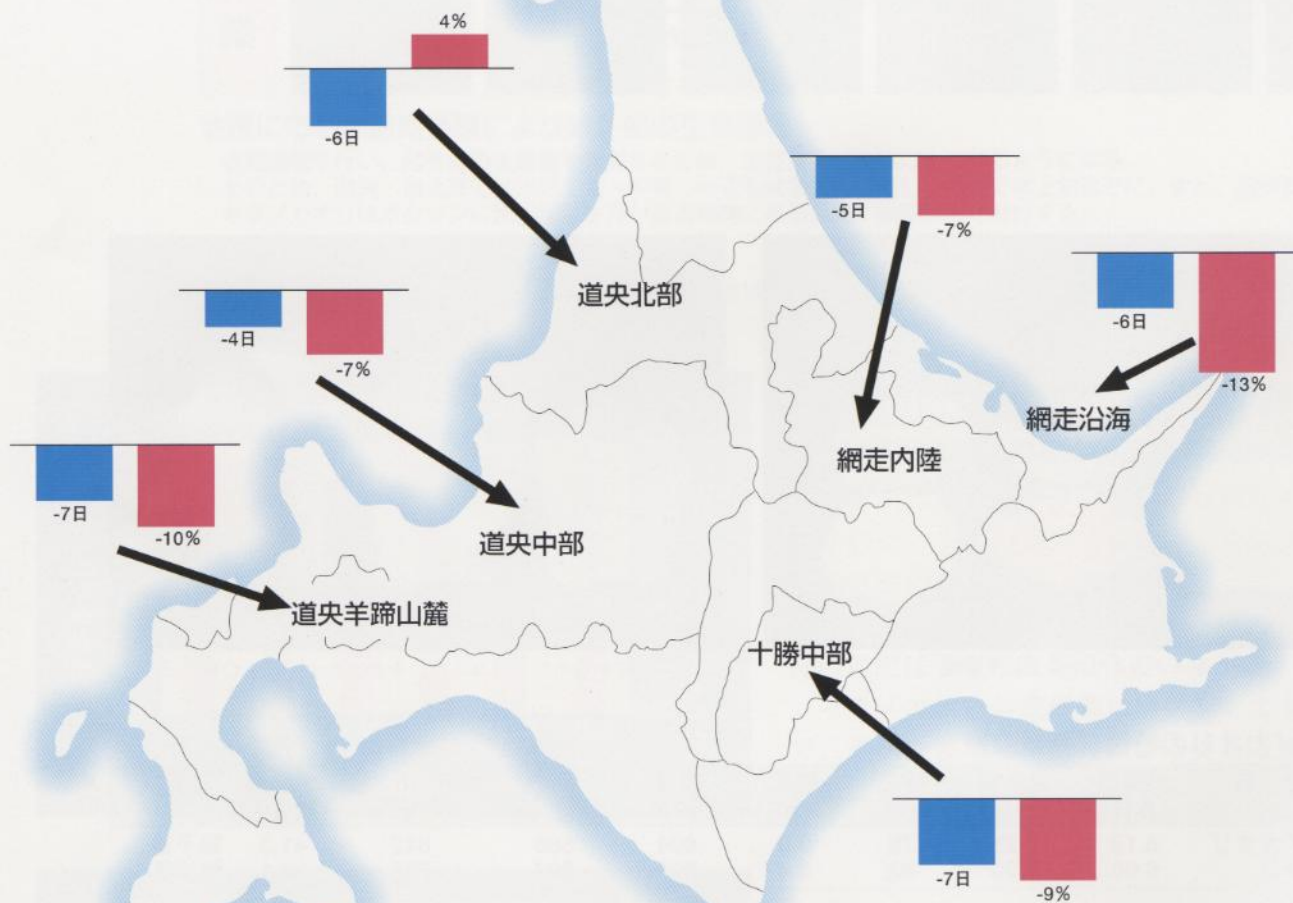 4%
-6日
-5日
-7%
道央北部
-4日
-7%
-6日
-13%
網走沿海
網走内陸
-7日
-10%
道央中部
道央羊蹄山麓
十勝中部
-7日
-9%